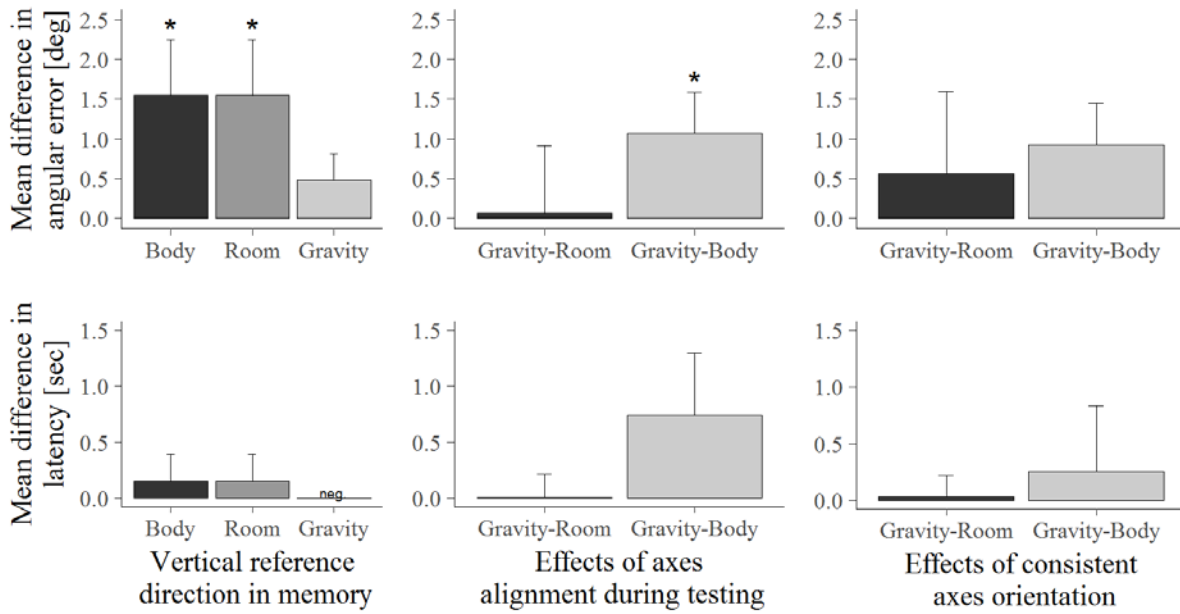 Mean difference in
angular error [deg]
2.5
2.0
1.5
1.0
0.5
0.0
* *
Body Room Gravity
2.5
2.0
1.5
1.0
0.5
0.0
*
Gravity-Room Gravity-Body
2.5
2.0
1.5
1.0
0.5
0.0
Gravity-Room Gravity-Body
Mean difference in
latency [sec]
1.5
1.0
0.5
0.0
neg.
Body Room Gravity
Vertical reference
direction in memory
1.5
1.0
0.5
0.0
Gravity-Room Gravity-Body
Effects of axes
alignment during testing
1.5
1.0
0.5
0.0
Gravity-Room Gravity-Body
Effects of consistent
axes orientation